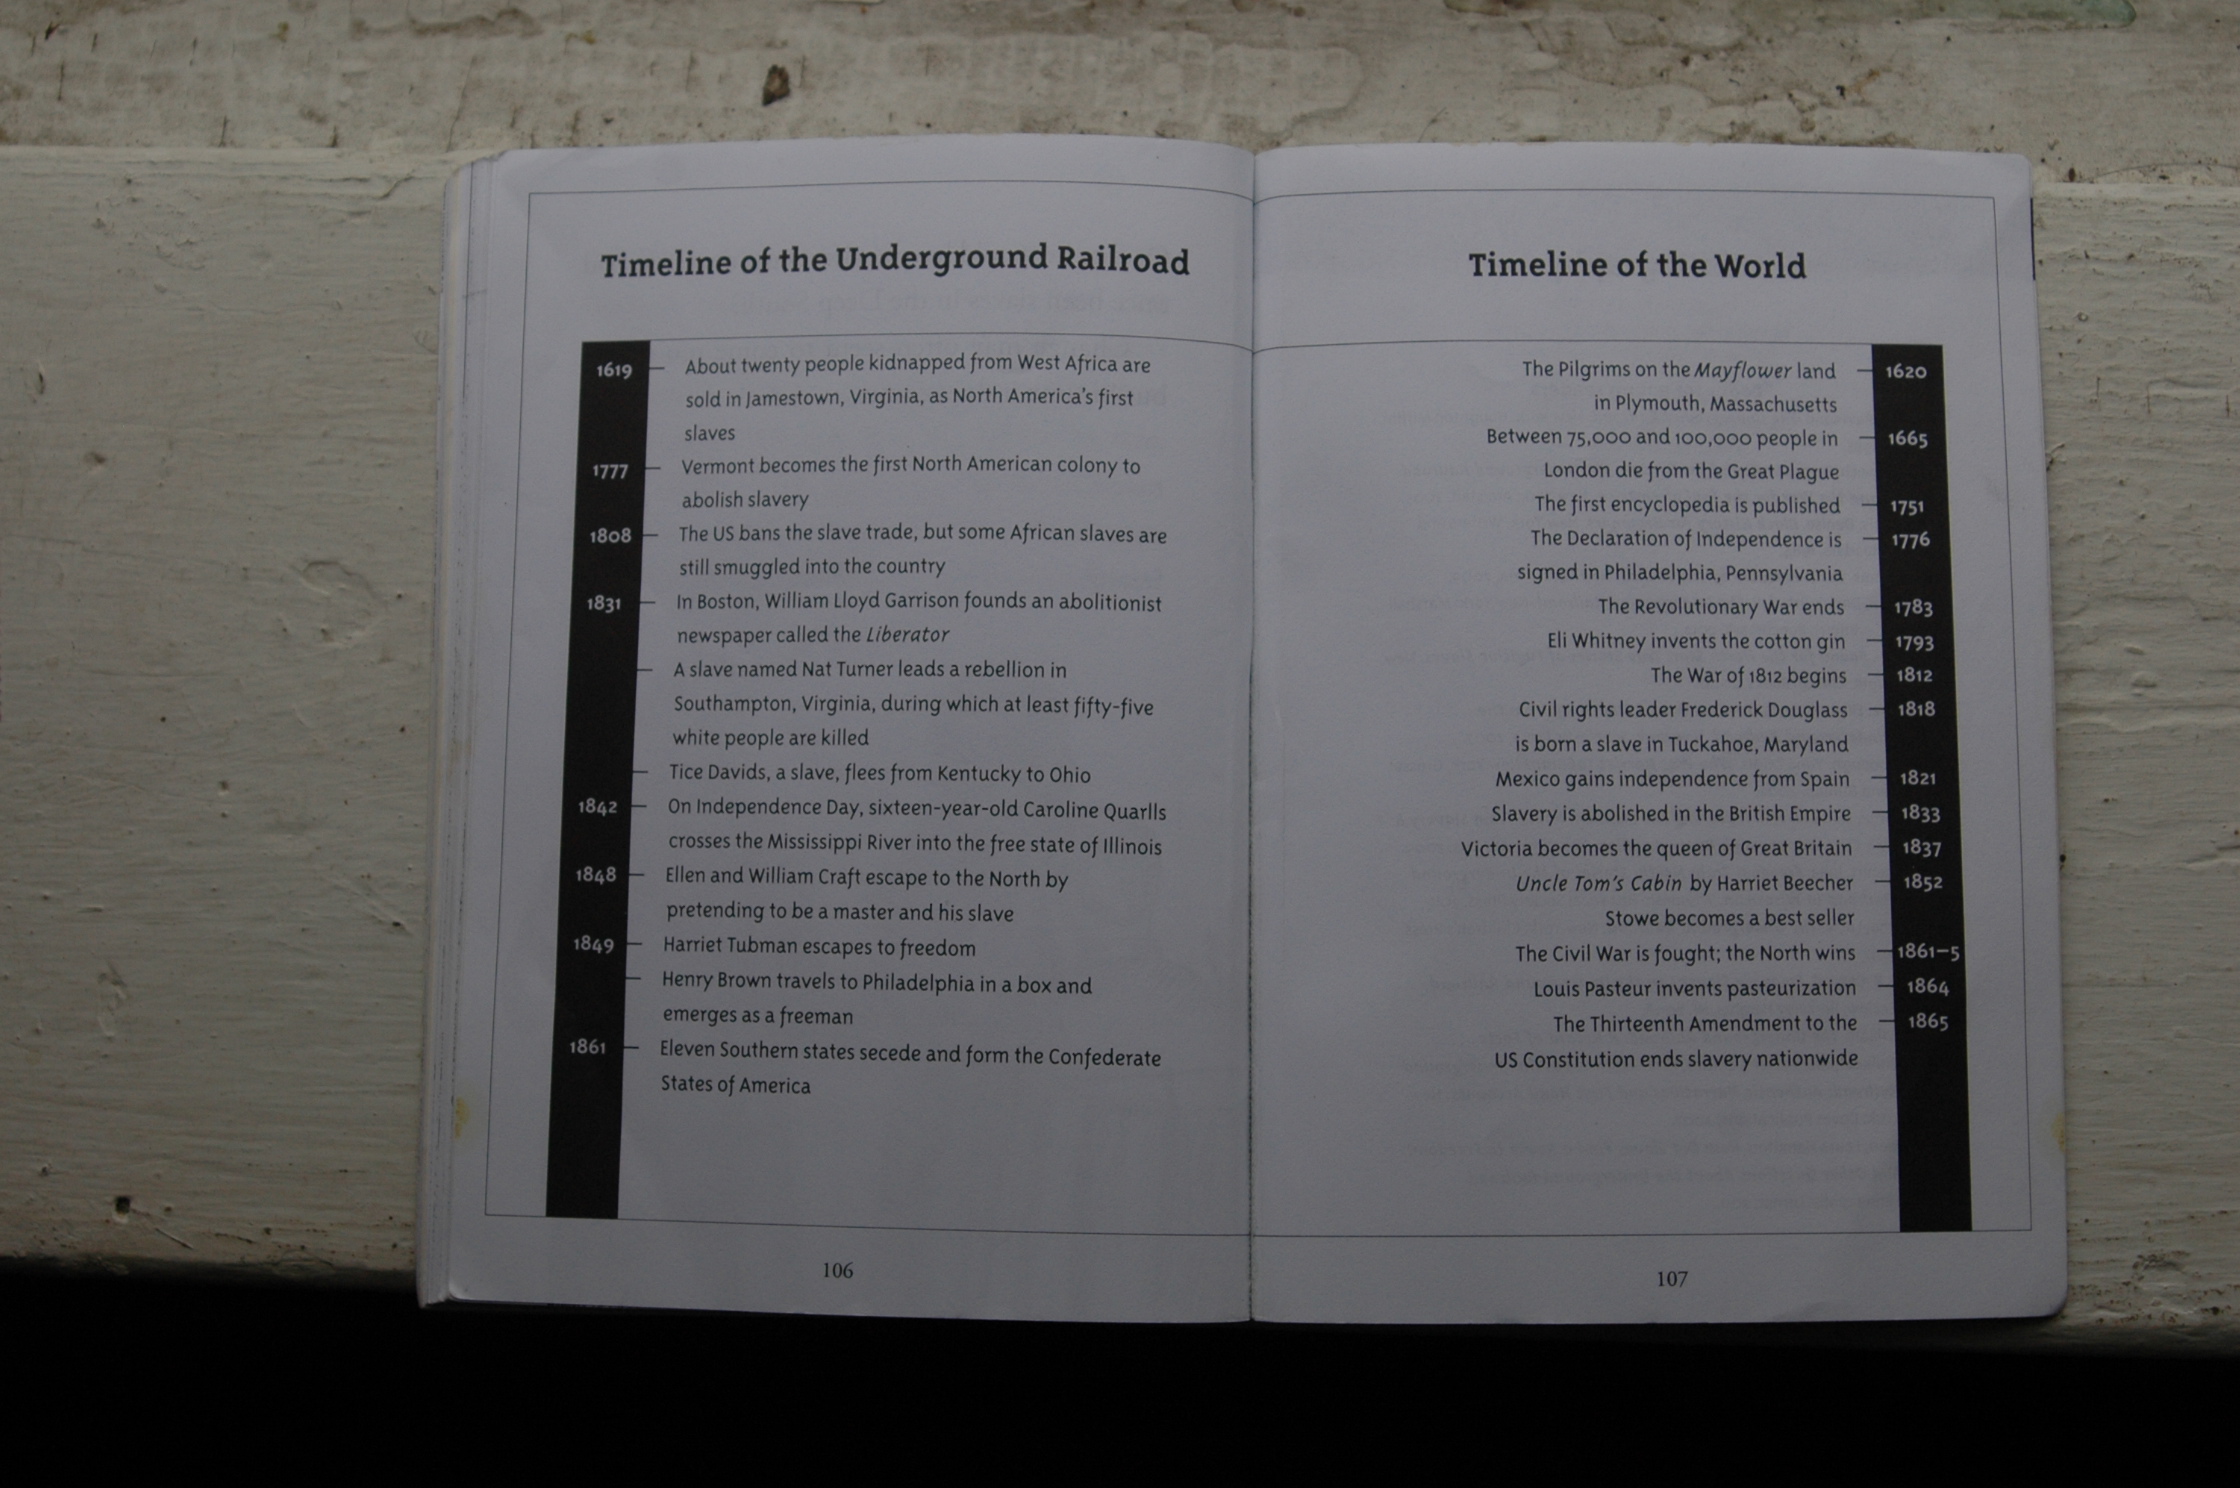 Timeline of the Underground Railroad
1619 About twenty people kidnapped from West Africa are
sold in Jamestown, Virginia, as North America's first
slaves
1777 Vermont becomes the first North American colony to
abolish slavery
1808 The US bans the slave trade, but some African slaves are
still smuggled into the country
1831 In Boston, William Lloyd Garrison founds an abolitionist
newspaper called the Liberator
A slave named Nat Turner leads a rebellion in
Southampton, Virginia, during which at least fifty-five
white people are killed
Tice Davids, a slave, flees from Kentucky to Ohio
1842 On Independence Day, sixteen-year-old Caroline Quarlls
crosses the Mississippi River into the free state of Illinois
1848 Ellen and William Craft escape to the North by
pretending to be a master and his slave
1849 Harriet Tubman escapes to freedom
Henry Brown travels to Philadelphia in a box and
emerges as a freeman
1861 Eleven Southern states secede and form the Confederate
States of America
106
Timeline of the World
The Pilgrims on the Mayflower land 1620
in Plymouth, Massachusetts
Between 75,000 and 100,000 people in 1665
London die from the Great Plague
The first encyclopedia is published 1751
The Declaration of Independence is 1776
signed in Philadelphia, Pennsylvania
The Revolutionary War ends 1783
Eli Whitney invents the cotton gin 1793
The War of 1812 begins 1812
Civil rights leader Frederick Douglass 1818
is born a slave in Tuckahoe, Maryland
Mexico gains independence from Spain 1821
Slavery is abolished in the British Empire 1833
Victoria becomes the queen of Great Britain 1837
Uncle Tom's Cabin by Harriet Beecher 1852
Stowe becomes a best seller
The Civil War is fought; the North wins 1861–5
Louis Pasteur invents pasteurization 1864
The Thirteenth Amendment to the 1865
US Constitution ends slavery nationwide
107